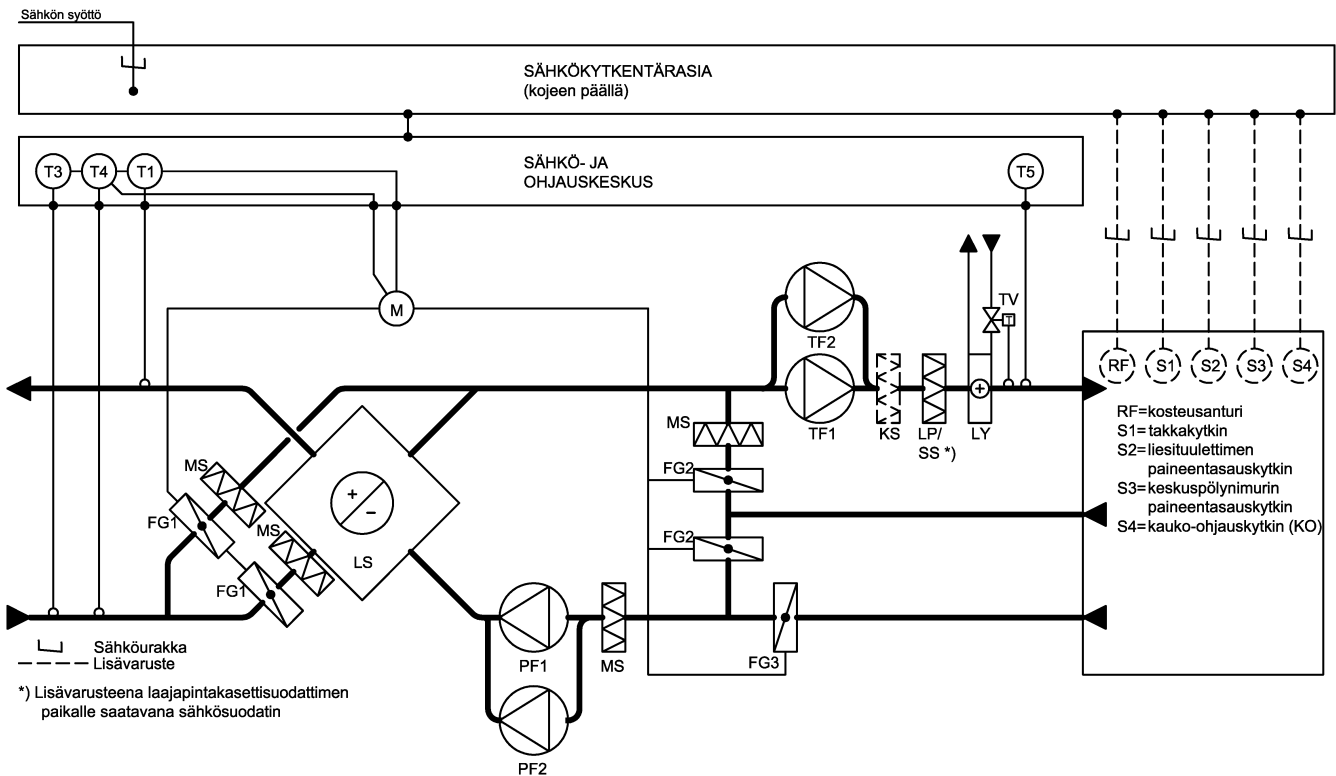 Sähkön syöttö
SÄHKÖKYTKENTÄRASIA
(kojeen päällä)
SÄHKÖ- JA
OHJAUSKESKUS
T3
T4
T1
T5
M
TV
T
TF2
TF1
KS
LP/
SS *)
LY
RF
S1
S2
S3
S4
RF=kosteusanturi
S1=takkakytkin
S2=liesituulettimen
paineentasauskytkin
S3=keskuspölynimurin
paineentasauskytkin
S4=kauko-ohjauskytkin (KO)
MS
FG2
FG2
MS
FG1
MS
FG1
+
−
LS
+
PF1
MS
FG3
PF2
Sähköurakka
Lisävaruste
*) Lisävarusteena laajapintakasettisuodattimen
paikalle saatavana sähkösuodatin